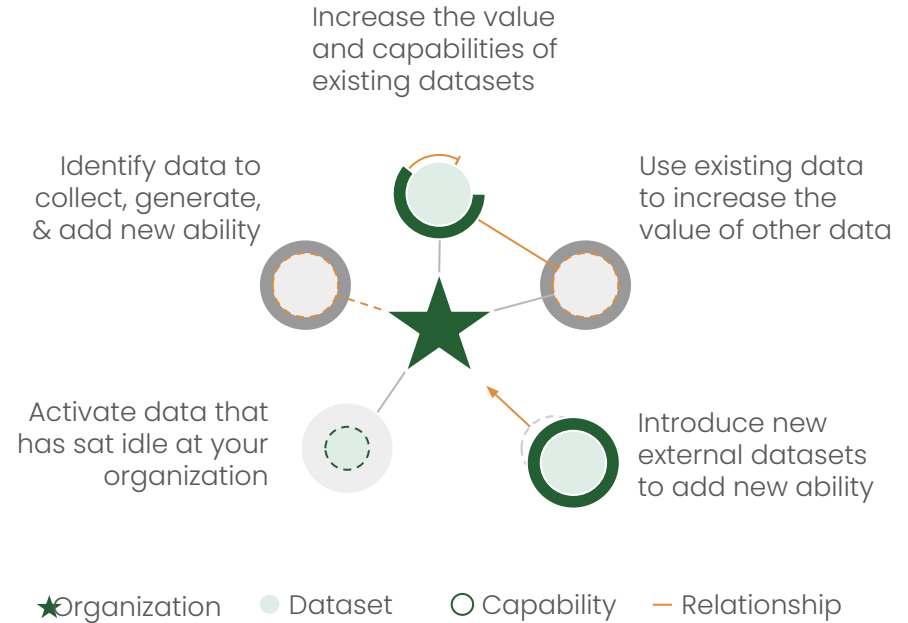 Increase the value
and capabilities of
existing datasets
Identify data to
collect, generate,
& add new ability
Use existing data
to increase the
value of other data
Activate data that
has sat idle at your
organization
Introduce new
external datasets
to add new ability
Organization
Dataset
Capability
Relationship